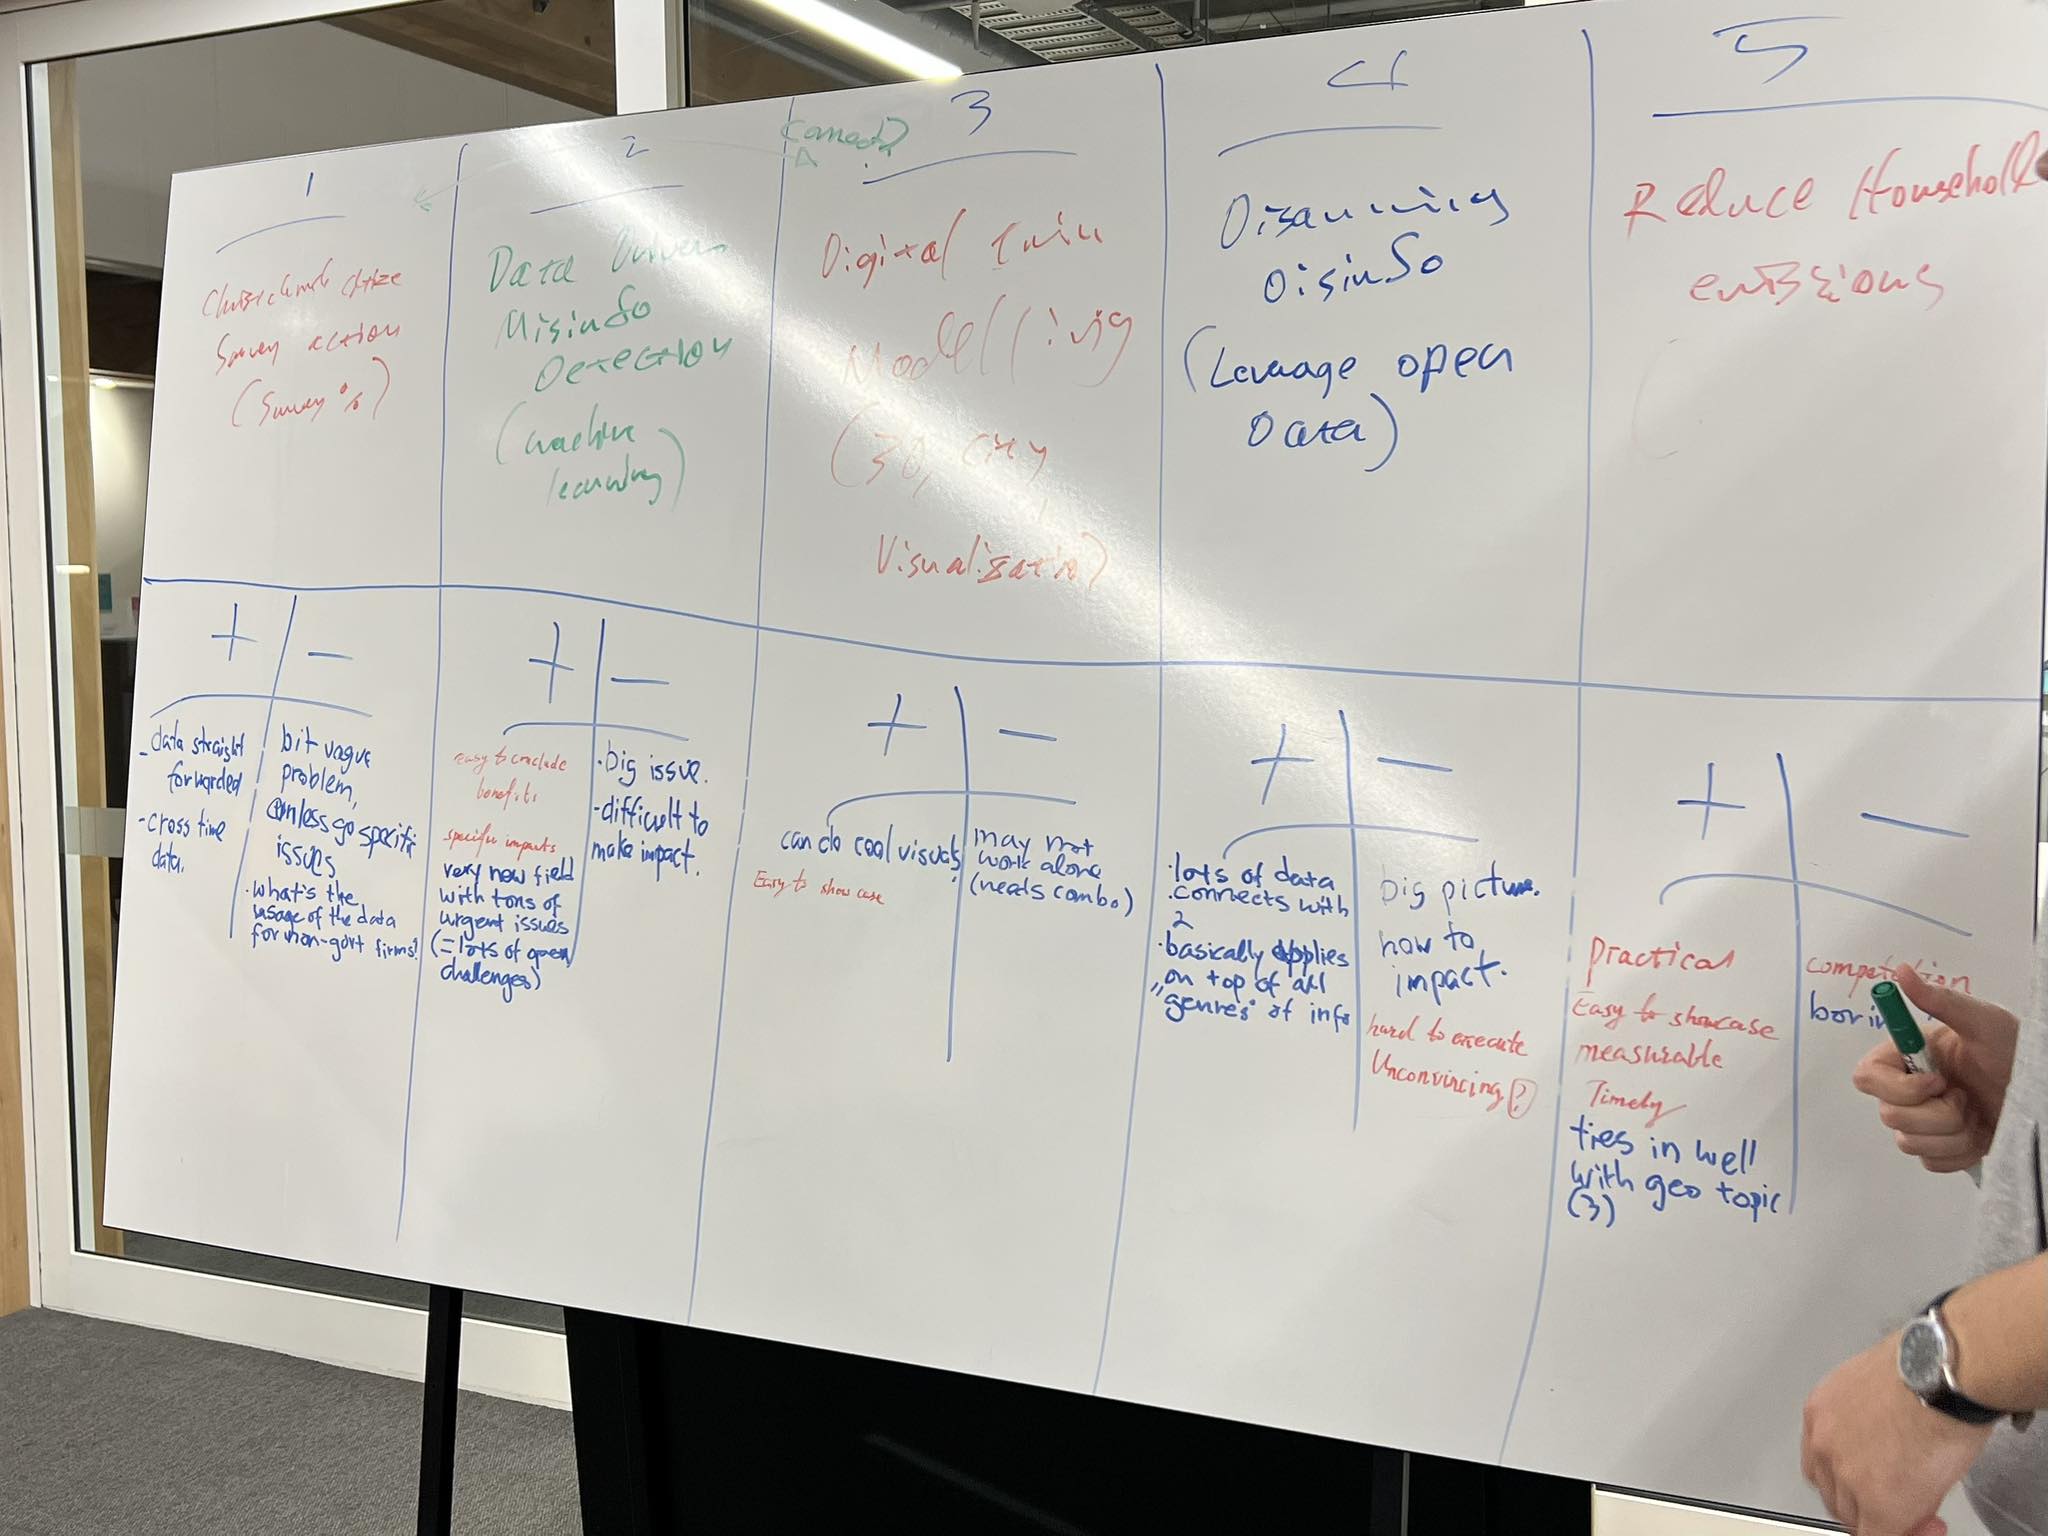 1
Christchurch citize
Survey action
(Survey %)
+
-
- data straight
forwarded
- cross time
data.
bit vague
problem,
unless go specific
issues
· what's the
usage of the data
for non-govt firms?
2
Data Driven
Misinfo
Detection
(machine
learning)
+
-
easy to conclude
benefits
specific impacts
very new field
with tons of
urgent issues
(= lots of open
challenges)
· big issue.
- difficult to
make impact.
3
Digital twin
Modelling
(3D, city,
Visualizatio)
+
-
can do cool visuals
Easy to show case
may not
work alone
(needs combo)
4
Disarming
Disinfo
(Leverage open
Data)
+
-
· lots of data
· connects with
2
· basically applies
on top of all
"genres" of info
big picture.
how to
impact.
hard to execute
Unconvincing ?
5
Reduce Household
emissions
+
-
Practical
Easy to showcase
measurable
Timely
ties in well
with geo topic
(3)